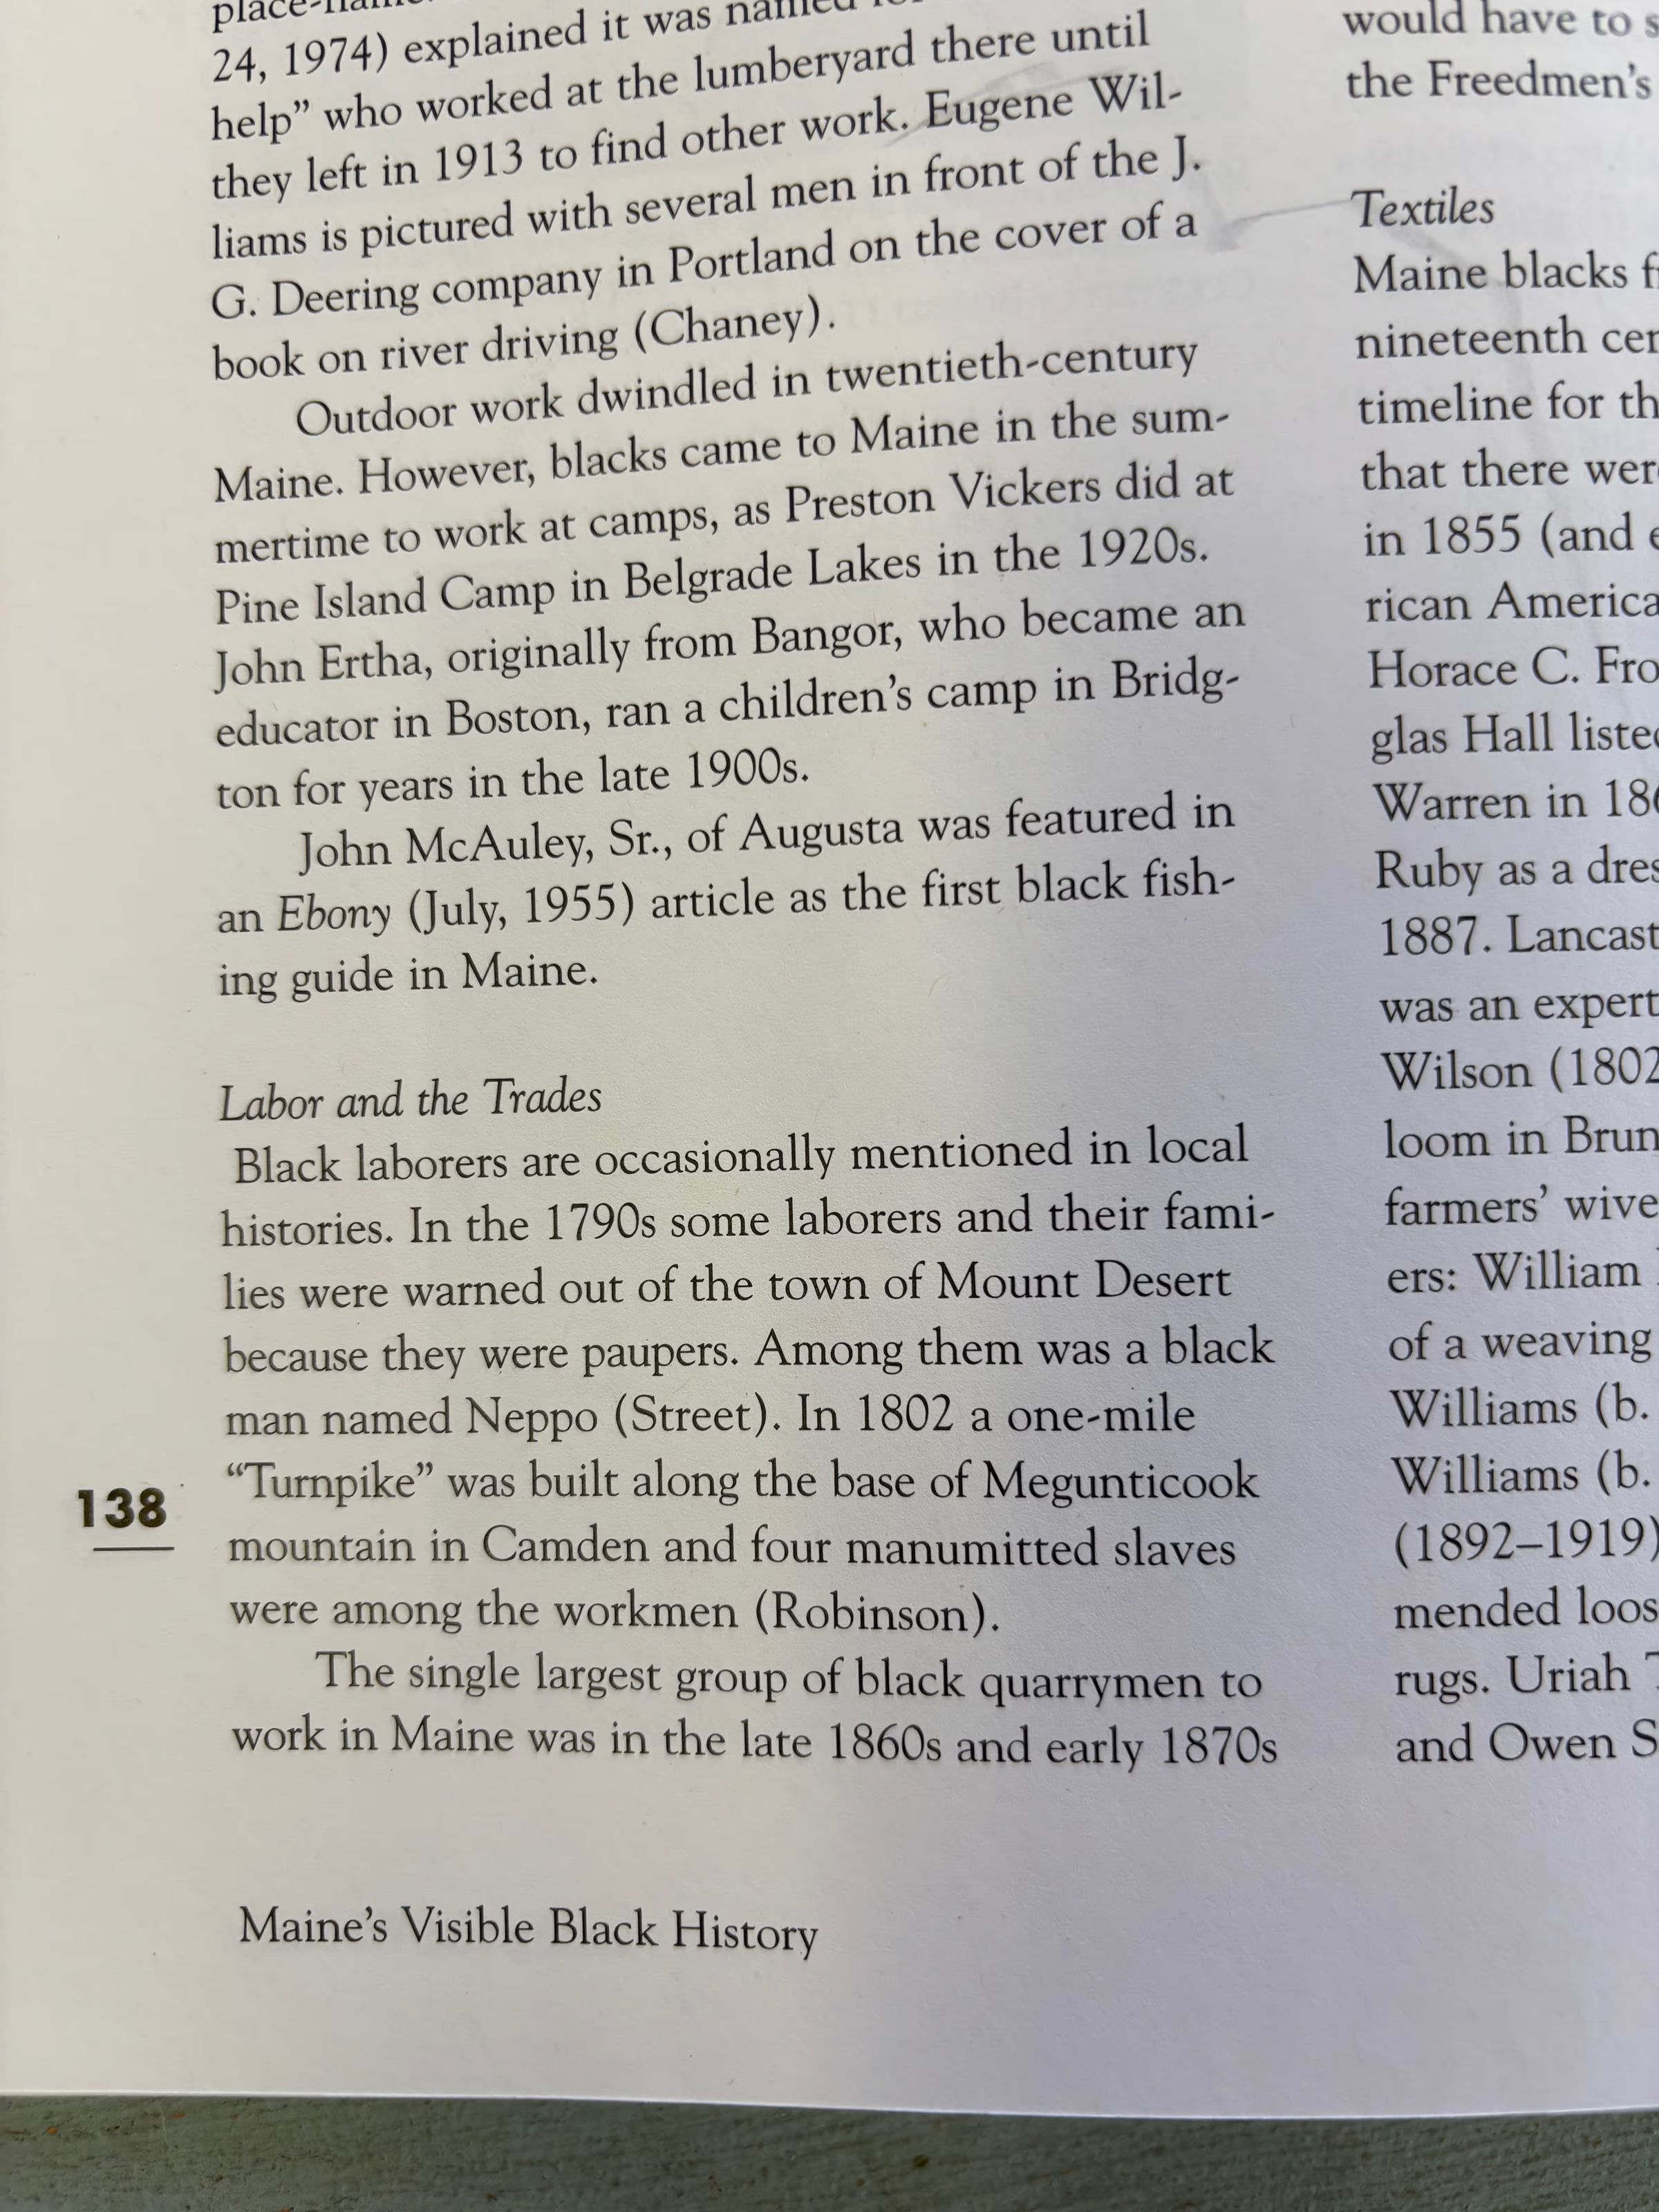 24, 1974) explained it was named
help” who worked at the lumberyard there until
they left in 1913 to find other work. Eugene Wil-
liams is pictured with several men in front of the J.
G. Deering company in Portland on the cover of a
book on river driving (Chaney).
Outdoor work dwindled in twentieth-century
Maine. However, blacks came to Maine in the sum-
mertime to work at camps, as Preston Vickers did at
Pine Island Camp in Belgrade Lakes in the 1920s.
John Ertha, originally from Bangor, who became an
educator in Boston, ran a children’s camp in Bridg-
ton for years in the late 1900s.
John McAuley, Sr., of Augusta was featured in
an Ebony (July, 1955) article as the first black fish-
ing guide in Maine.
Labor and the Trades
Black laborers are occasionally mentioned in local
histories. In the 1790s some laborers and their fami-
lies were warned out of the town of Mount Desert
because they were paupers. Among them was a black
man named Neppo (Street). In 1802 a one-mile
“Turnpike” was built along the base of Megunticook
mountain in Camden and four manumitted slaves
were among the workmen (Robinson).
The single largest group of black quarrymen to
work in Maine was in the late 1860s and early 1870s
138
Maine’s Visible Black History
would have to
the Freedmen’s
Textiles
Maine blacks
nineteenth
timeline for
that there
in 1855 (and
rican
Horace C.
glas Hall
Warren in
Ruby as a
1887.
was an expert
Wilson (1802
loom in
farmers’
ers: William
of a weaving
Williams (b.
Williams (b.
(1892–1919)
mended
rugs. Uriah
and Owen